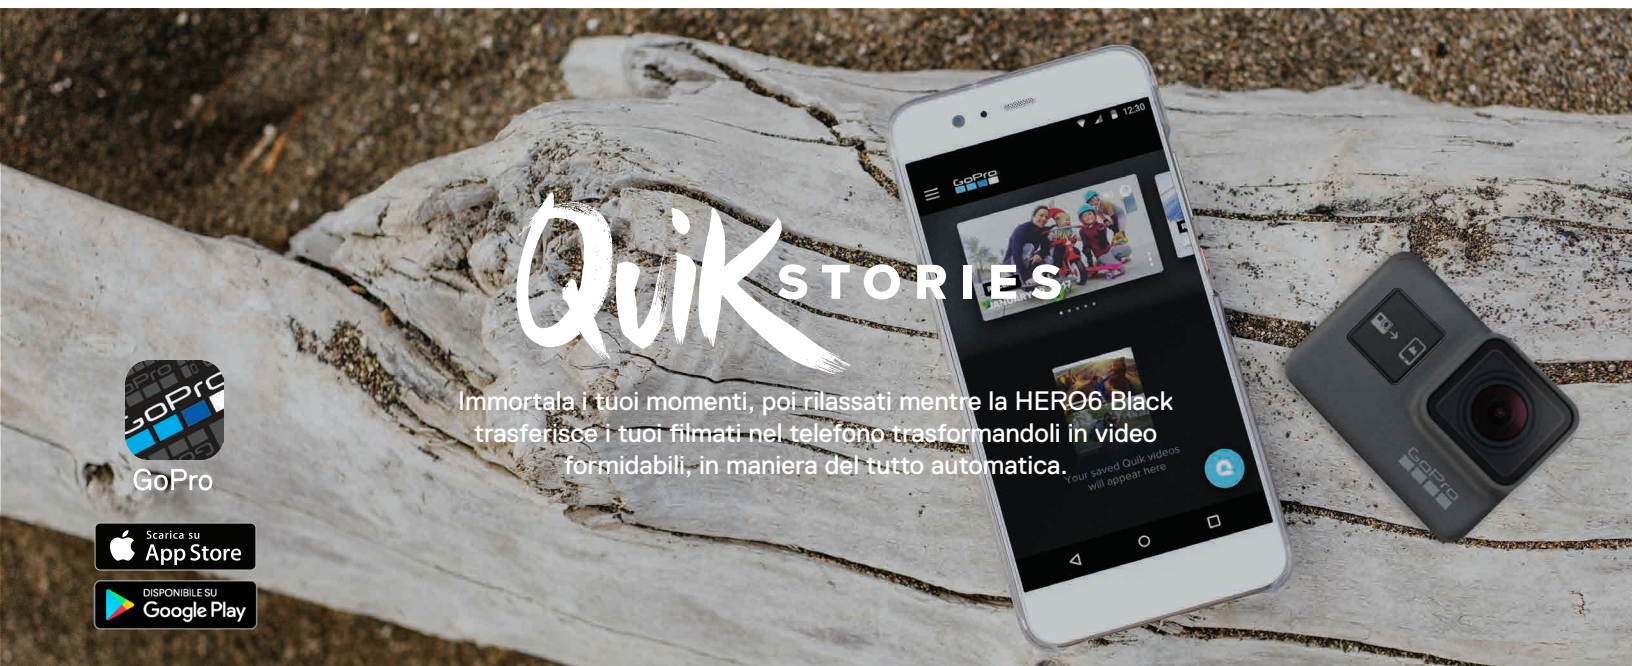 12:30
GoPro
Quik STORIES
Immortala i tuoi momenti, poi rilassati mentre la HERO6 Black
trasferisce i tuoi filmati nel telefono trasformandoli in video
formidabili, in maniera del tutto automatica.
Your saved Quik videos
will appear here
GoPro
GoPro
GoPro
Scarica su
App Store
DISPONIBILE SU
Google Play